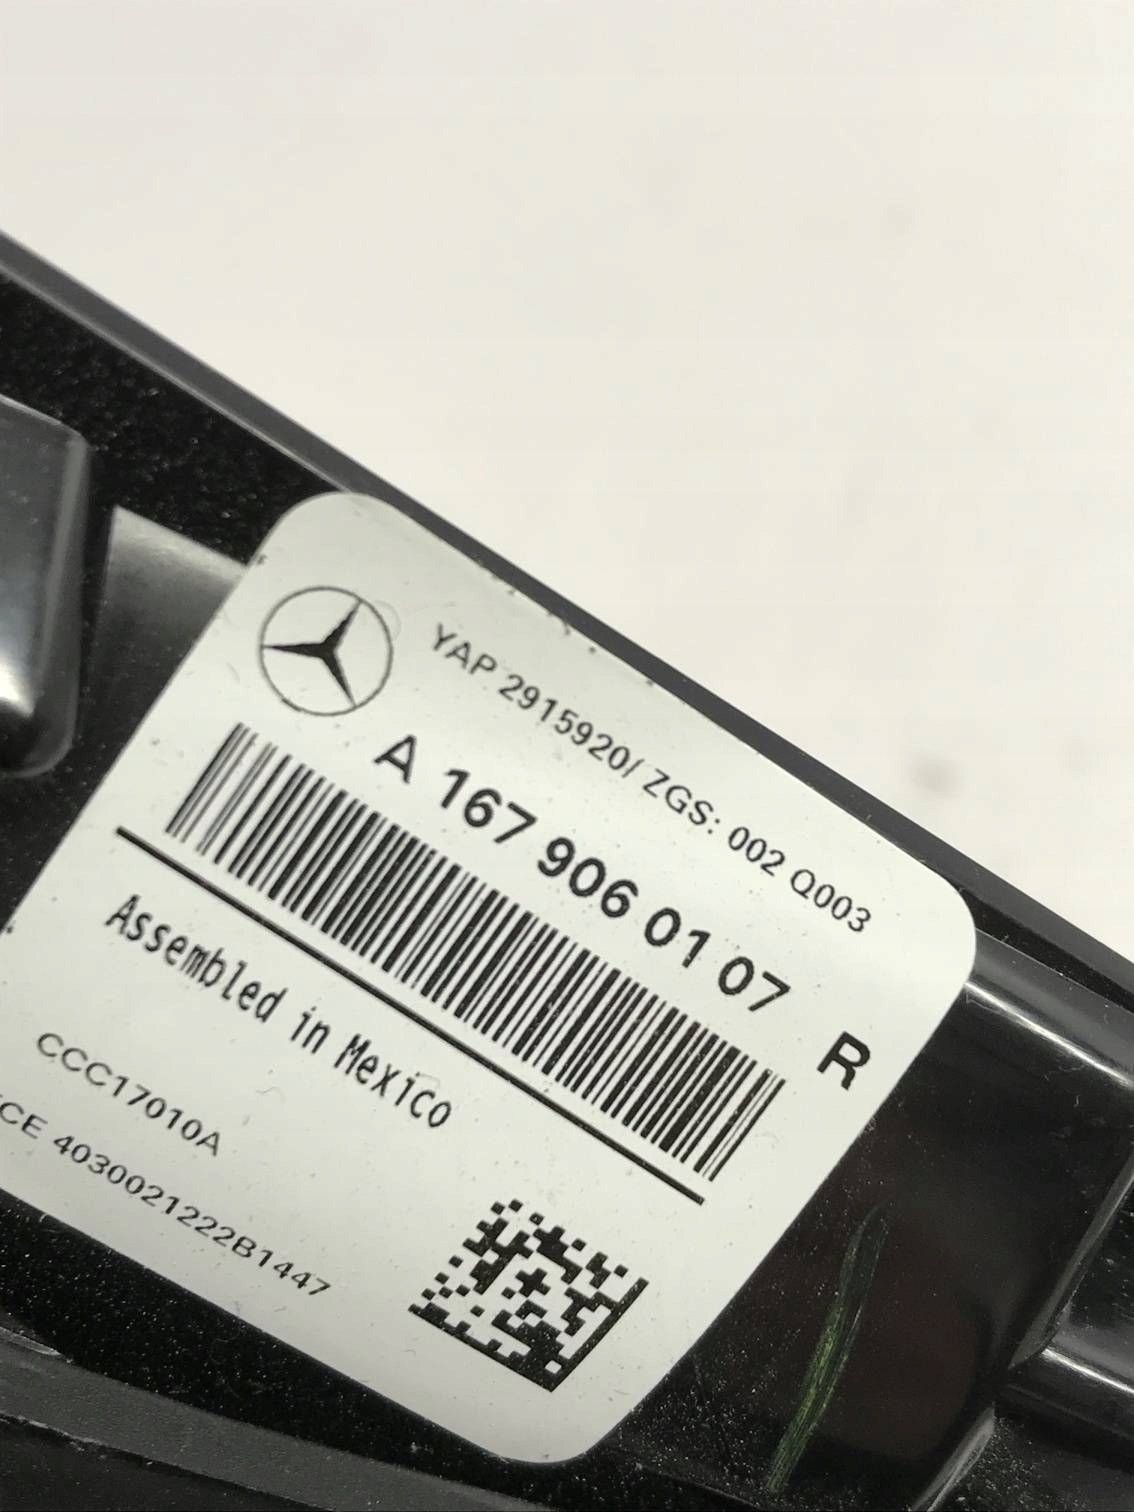 YAP 2915920/ ZGS: 002 Q003
A 167 906 01 07
R
Assembled in Mexico
CCC17010A
CE 4030021222B1447